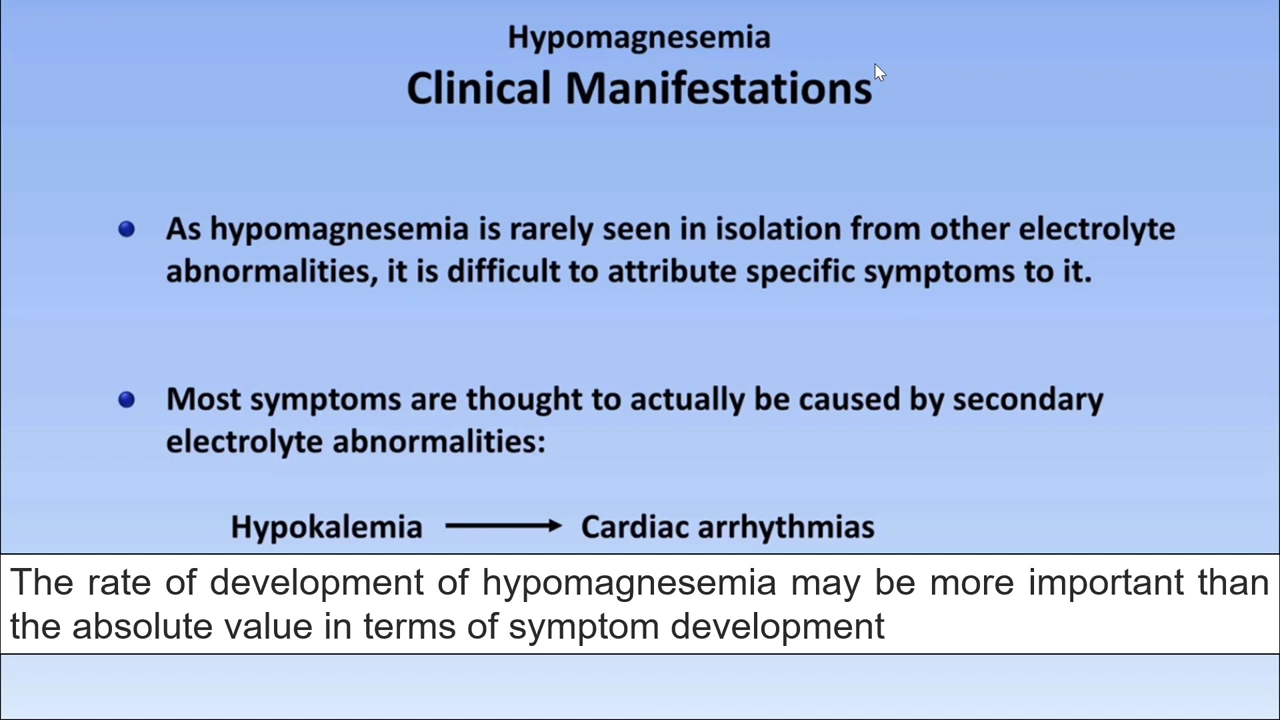 Hypomagnesemia
Clinical Manifestations
As hypomagnesemia is rarely seen in isolation from other electrolyte
abnormalities, it is difficult to attribute specific symptoms to it.
Most symptoms are thought to actually be caused by secondary
electrolyte abnormalities:
Hypokalemia Cardiac arrhythmias
The rate of development of hypomagnesemia may be more important than
the absolute value in terms of symptom development